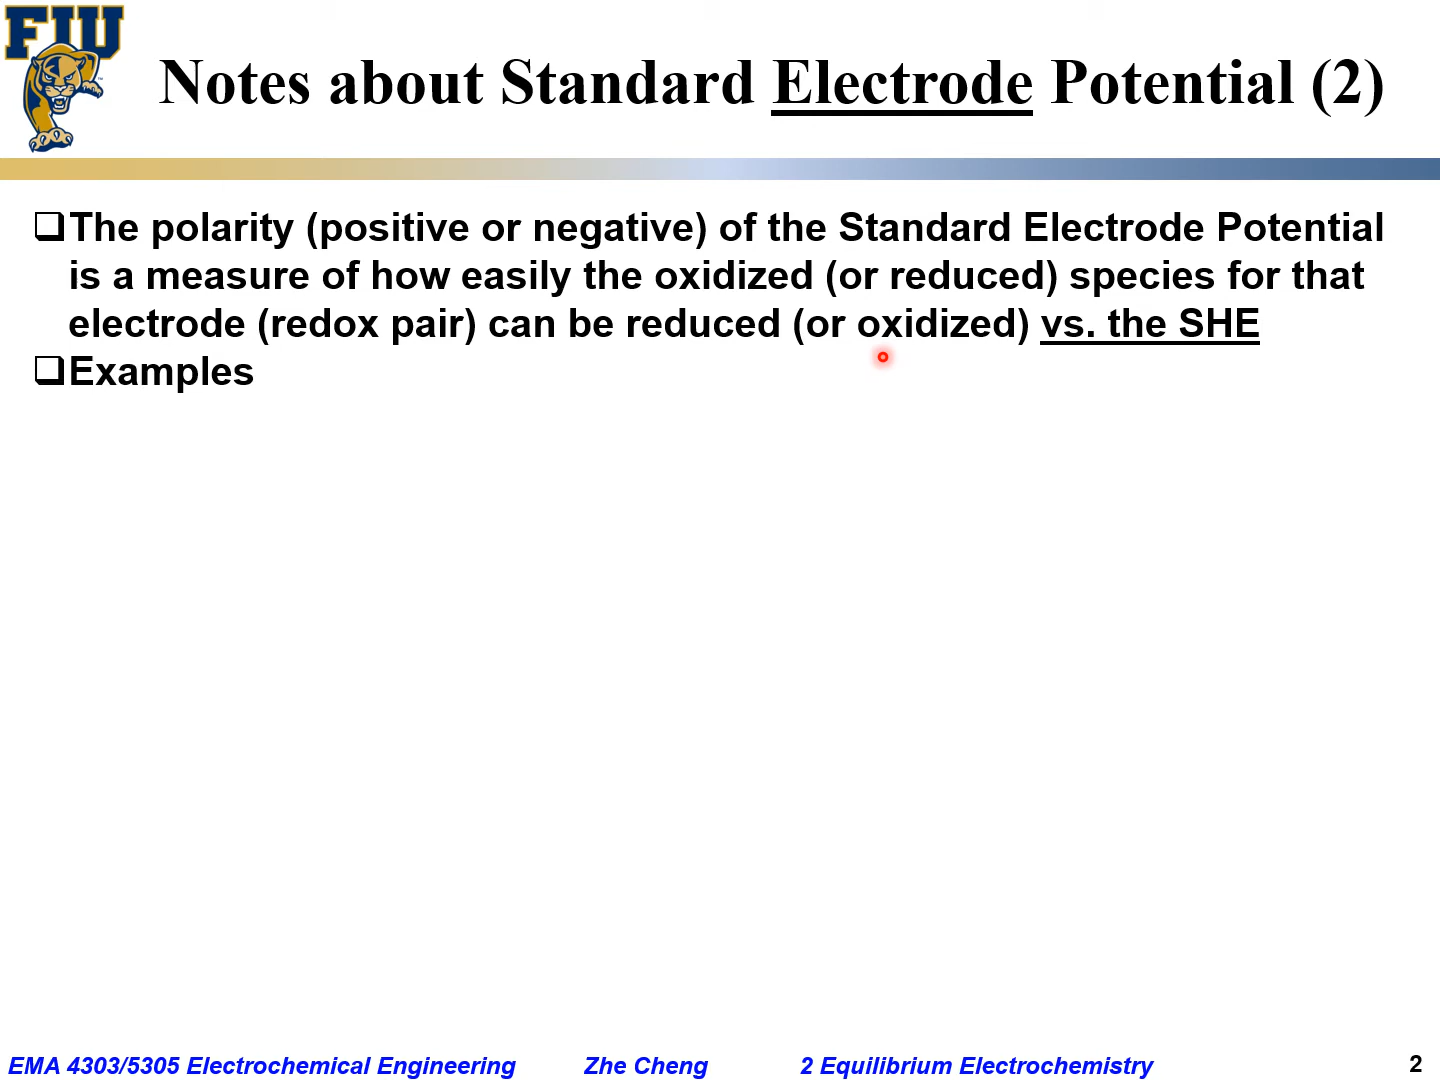 FIU
Notes about Standard Electrode Potential (2)
The polarity (positive or negative) of the Standard Electrode Potential
is a measure of how easily the oxidized (or reduced) species for that
electrode (redox pair) can be reduced (or oxidized) vs. the SHE
Examples
EMA 4303/5305 Electrochemical Engineering Zhe Cheng 2 Equilibrium Electrochemistry 2